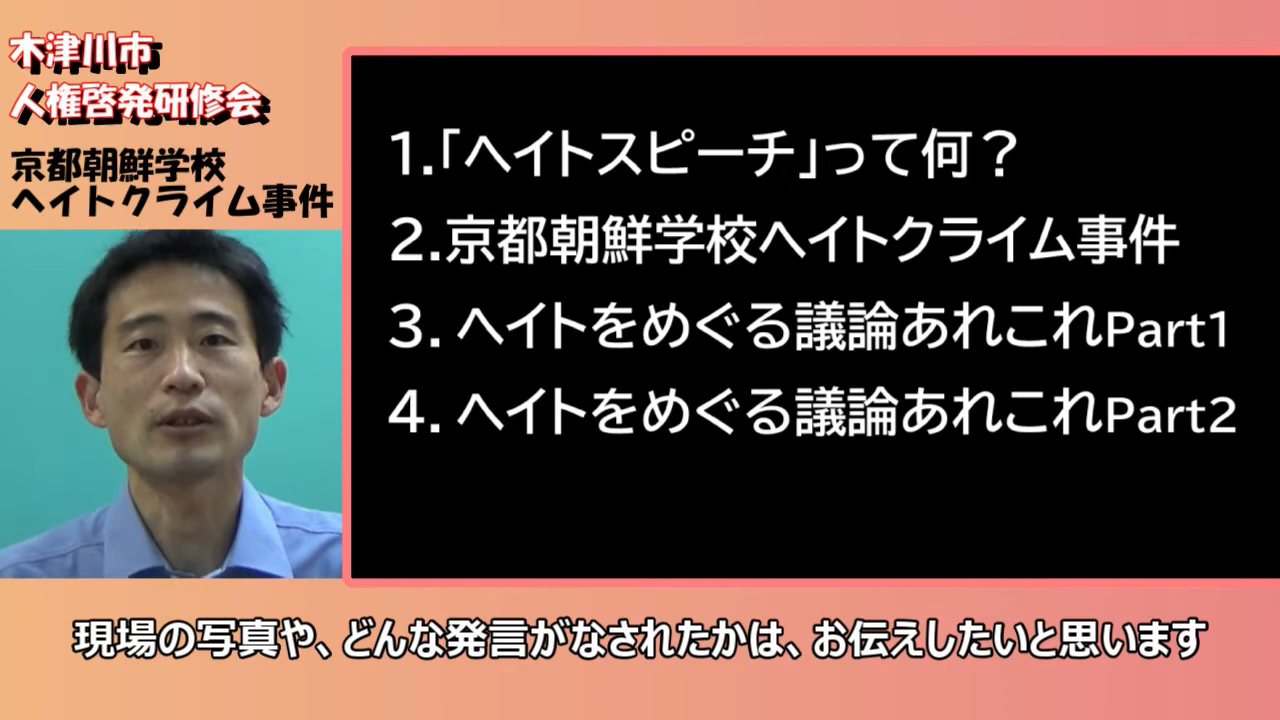 木津川市
人権啓発研修会
京都朝鮮学校
ヘイトクライム事件
1.「ヘイトスピーチ」って何？
2.京都朝鮮学校ヘイトクライム事件
3. ヘイトをめぐる議論あれこれPart1
4. ヘイトをめぐる議論あれこれPart2
現場の写真や、どんな発言がなされたかは、お伝えしたいと思います